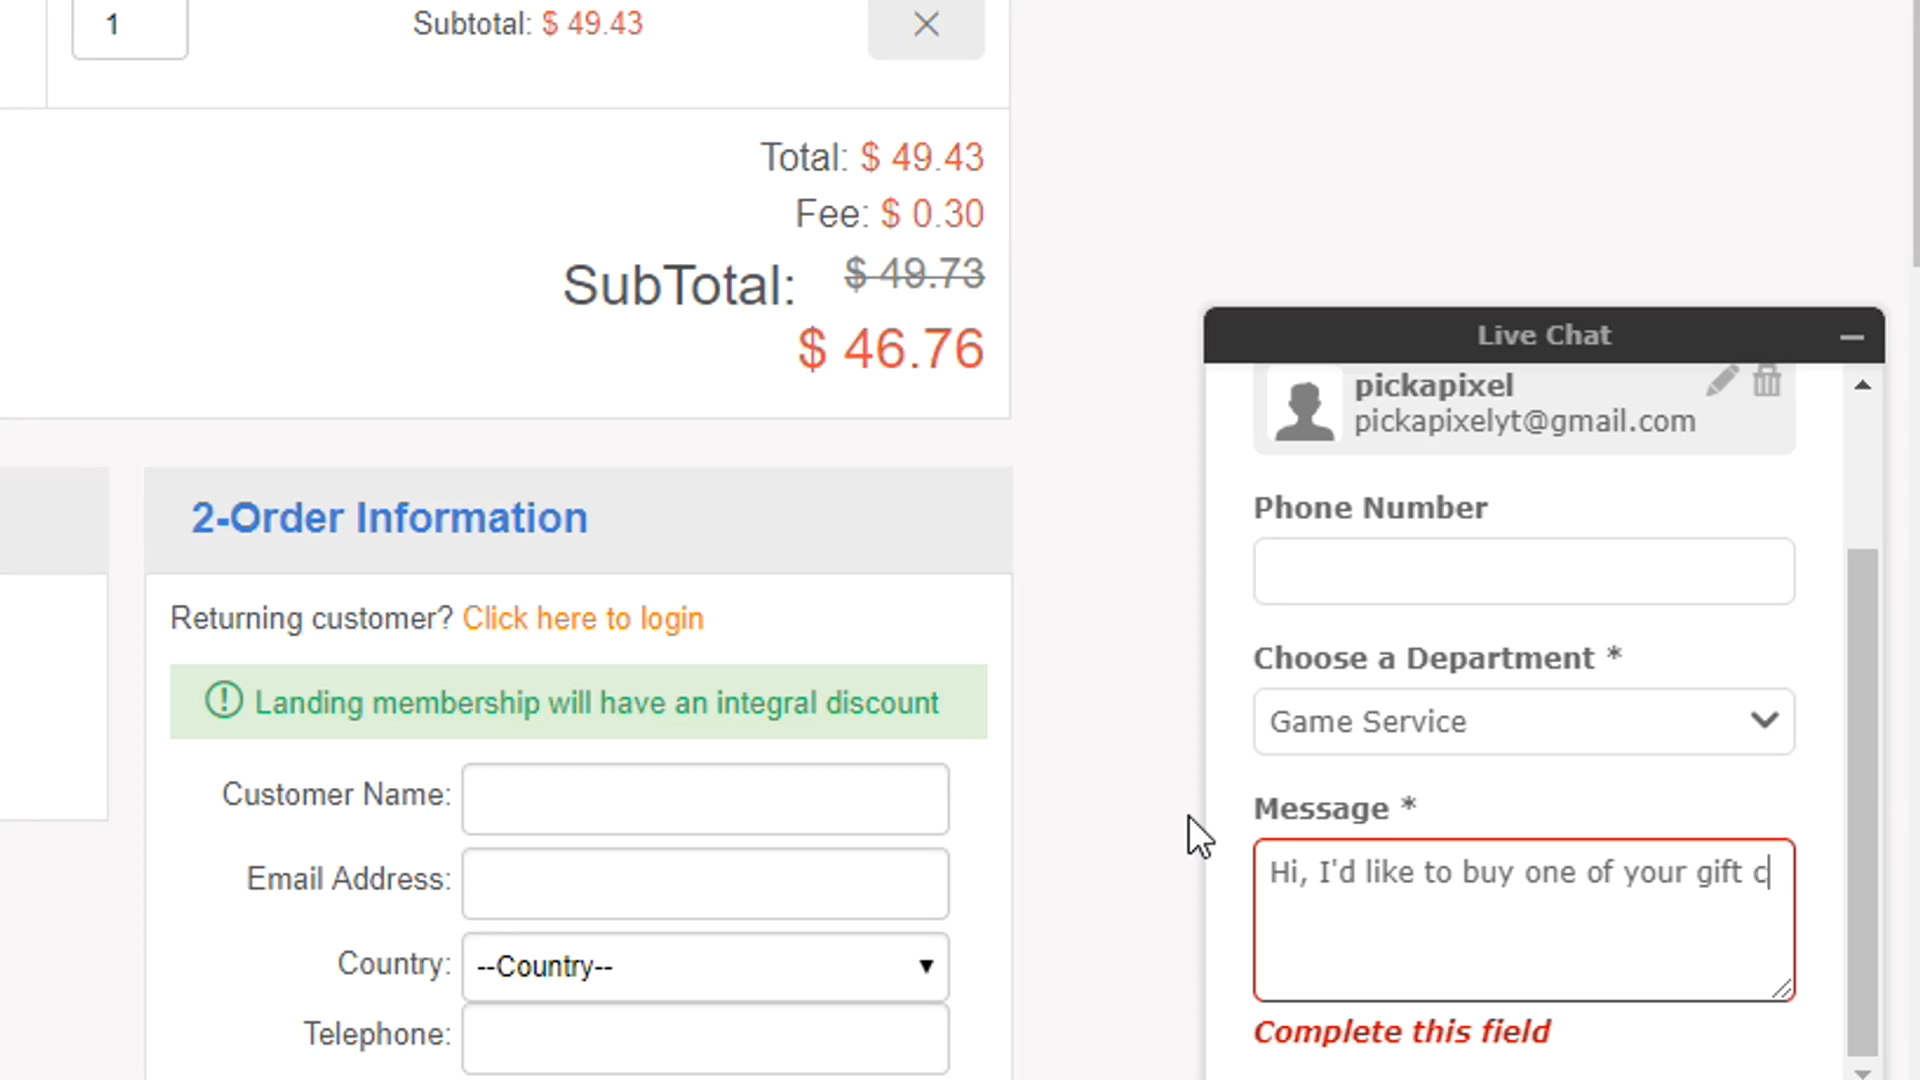 1
Subtotal: $ 49.43
Total: $ 49.43
Fee: $ 0.30
SubTotal: $ 49.73
$ 46.76
2-Order Information
Returning customer? Click here to login
Landing membership will have an integral discount
Customer Name:
Email Address:
Country: --Country--
Telephone:
Live Chat
pickapixel
pickapixelyt@gmail.com
Phone Number
Choose a Department *
Game Service
Message *
Hi, I'd like to buy one of your gift c
Complete this field